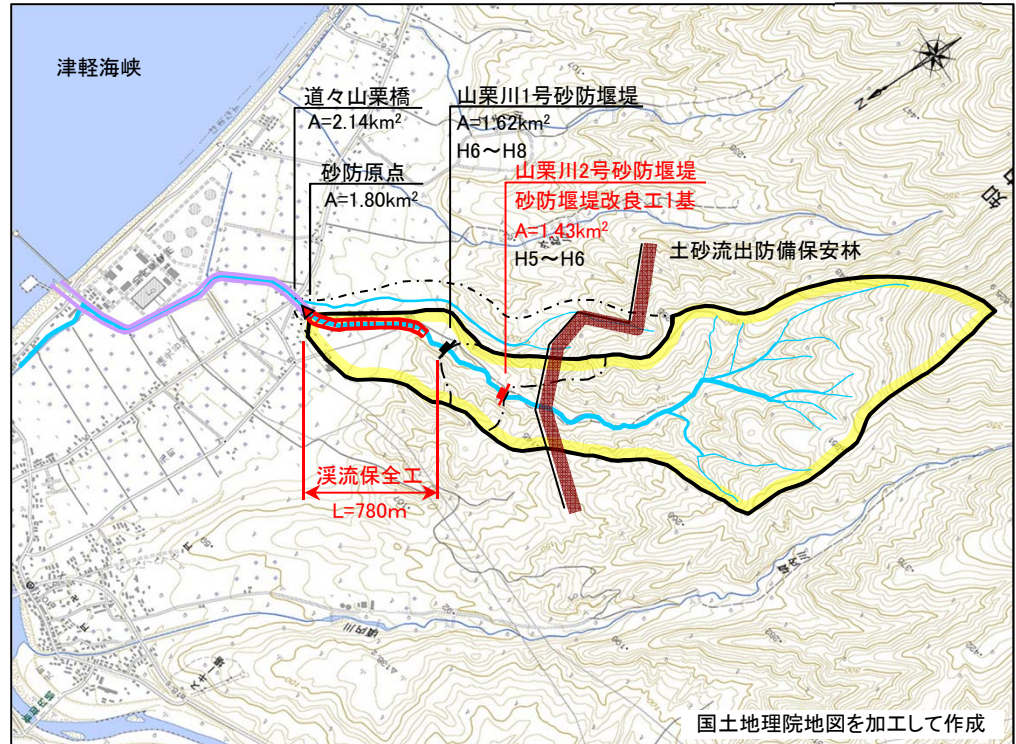 津軽海峡
道々山栗橋
A=2.14km²
山栗川1号砂防堰堤
A=1.62km²
H6～H8
砂防原点
A=1.80km²
山栗川2号砂防堰堤
砂防堰堤改良工1基
A=1.43km²
H5～H6
土砂流出防備保安林
渓流保全工
L=780m
スキー場
国土地理院地図を加工して作成